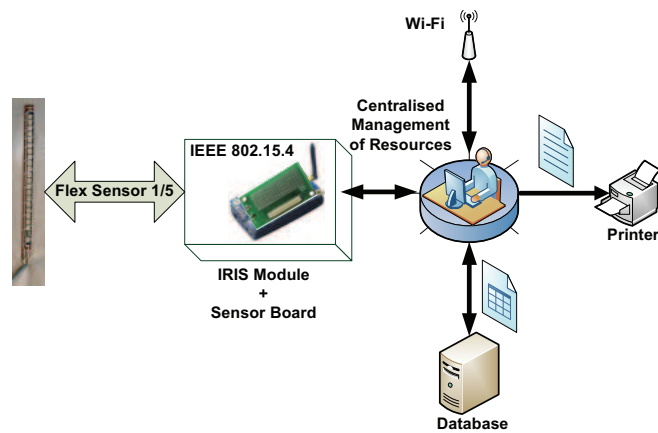 Wi-Fi
Centralised
Management
of Resources
IEEE 802.15.4
Flex Sensor 1/5
IRIS Module
+
Sensor Board
Printer
Database